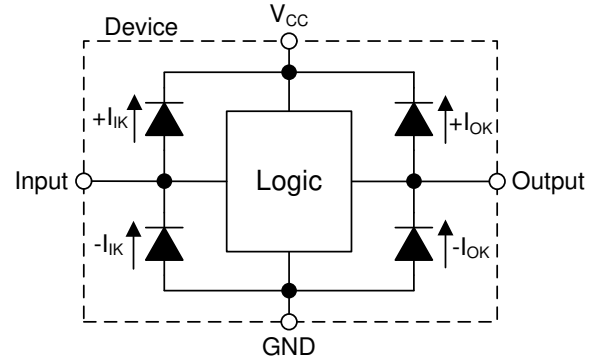 Device
VCC
+IIK
+IOK
Input
Logic
Output
-IIK
-IOK
GND